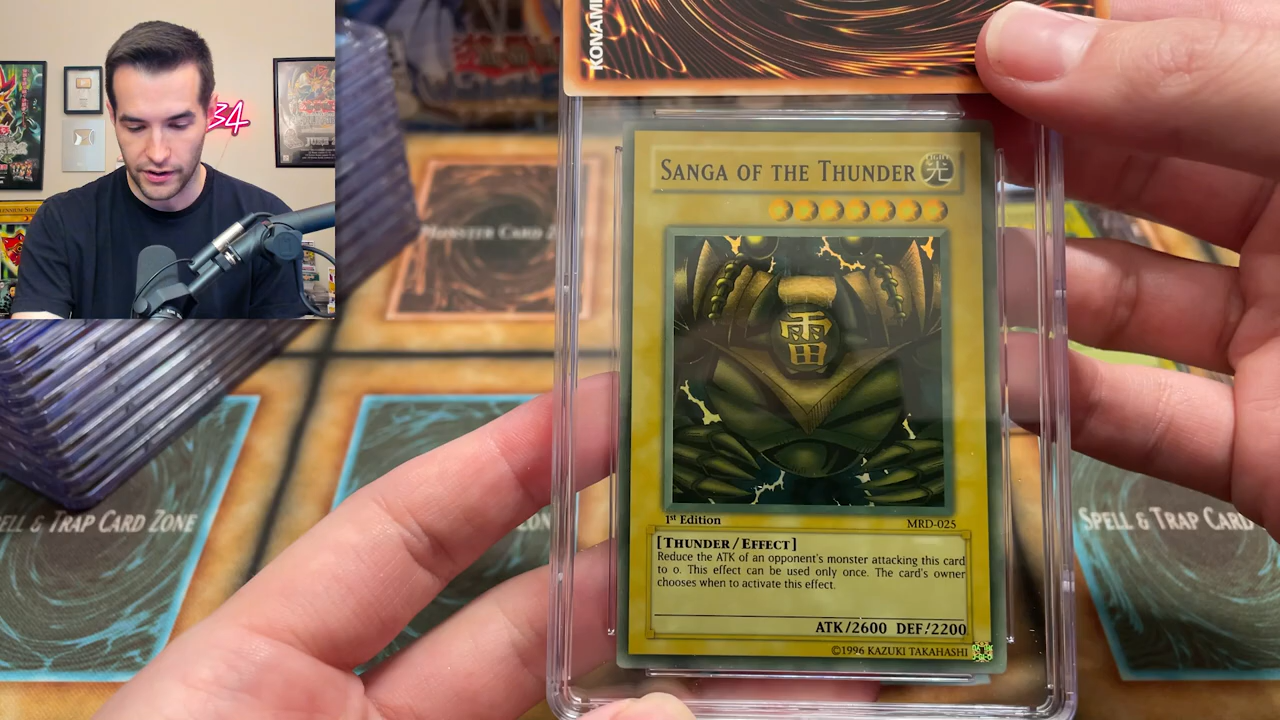 KONAMI
34
SANGA OF THE THUNDER
LIGHT
光
雷
1st Edition
MRD-025
[THUNDER/EFFECT]
Reduce the ATK of an opponent's monster attacking this card
to 0. This effect can be used only once. The card's owner
chooses when to activate this effect.
ATK/2600 DEF/2200
©1996 KAZUKI TAKAHASHI
MONSTER CARD
SPELL & TRAP CARD ZONE
ZONE
SPELL & TRAP CARD